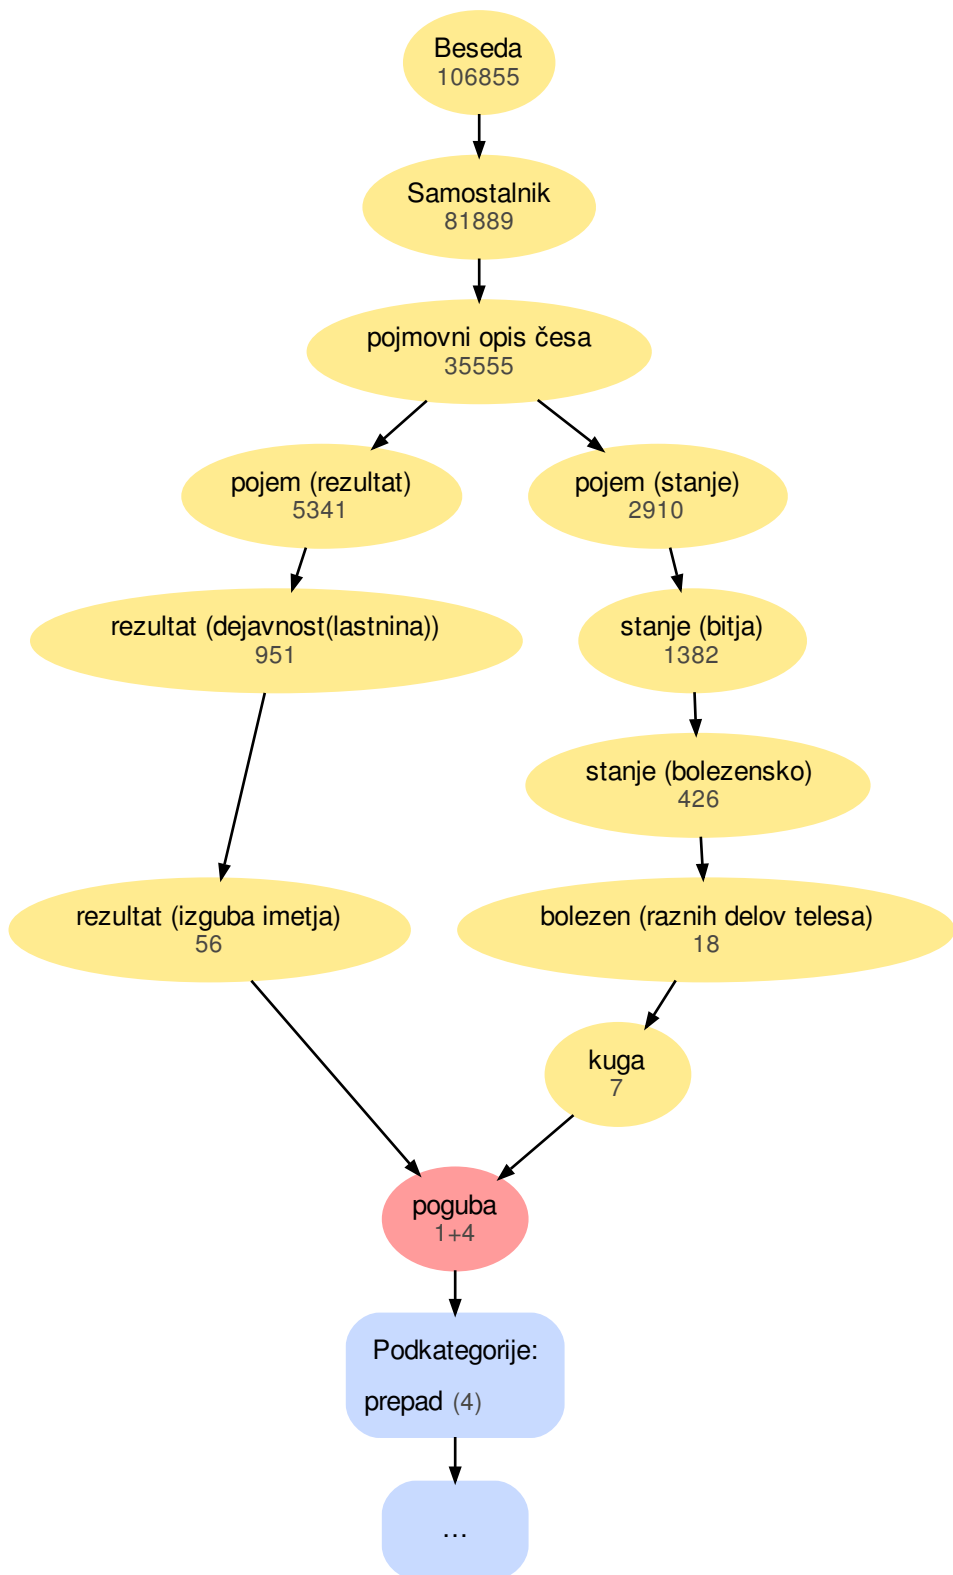 Beseda
106855
Samostalnik
81889
pojmovni opis česa
35555
pojem (rezultat)
5341
pojem (stanje)
2910
rezultat (dejavnost(lastnina))
951
stanje (bitja)
1382
stanje (bolezensko)
426
rezultat (izguba imetja)
56
bolezen (raznih delov telesa)
18
kuga
7
poguba
1+4
Podkategorije:
prepad (4)
...